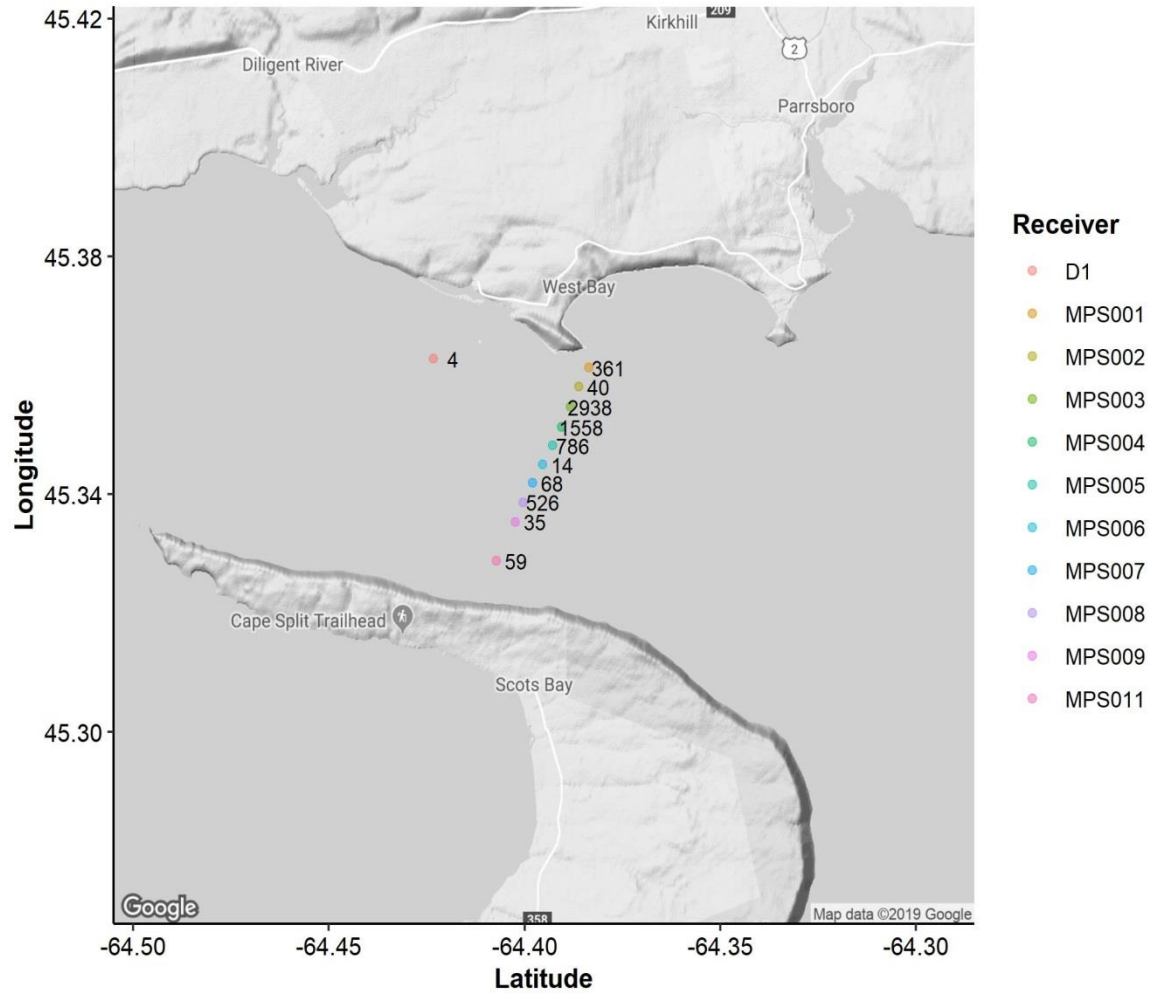 45.42
209
Kirkhill
2
Diligent River
Parrsboro
Receiver
45.38
D1
West Bay
MPS001
MPS002
4
361
40
MPS003
2938
1558
MPS004
786
14
MPS005
Longitude
45.34
68
526
MPS006
35
59
MPS007
Cape Split Trailhead
MPS008
Scots Bay
MPS009
MPS011
45.30
Google
358
Map data ©2019 Google
-64.50
-64.45
-64.40
-64.35
-64.30
Latitude